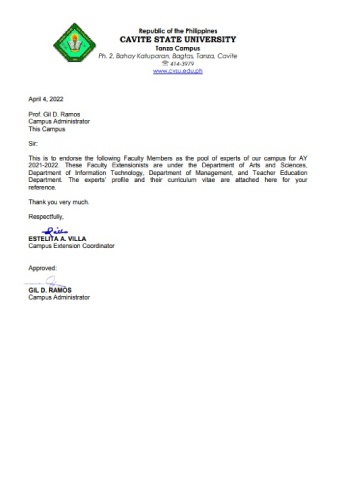 Republic of the Philippines
CAVITE STATE UNIVERSITY
Tanza Campus
Ph. 2, Bahay Katuparan, Bagtas, Tanza, Cavite
☏ 414-3979
www.cvsu.edu.ph
April 4, 2022
Prof. Gil D. Ramos
Campus Administrator
This Campus
Sir:
This is to endorse the following Faculty Members as the pool of experts of our campus for AY
2021-2022. These Faculty Extensionists are under the Department of Arts and Sciences,
Department of Information Technology, Department of Management, and Teacher Education
Department. The experts' profile and their curriculum vitae are attached here for your
reference.
Thank you very much.
Respectfully,
ESTELITA A. VILLA
Campus Extension Coordinator
Approved:
GIL D. RAMOS
Campus Administrator